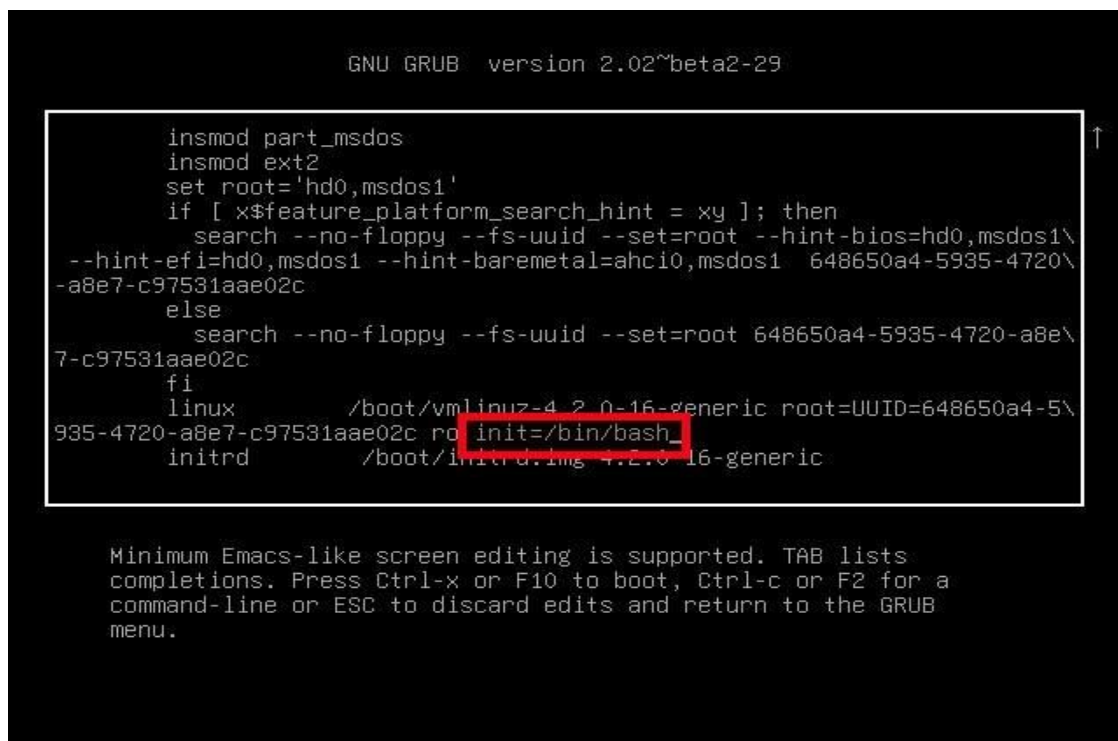 GNU GRUB version 2.02~beta2-29
insmod part_msdos
insmod ext2
set root='hd0,msdos1'
if [ x$feature_platform_search_hint = xy ]; then
search --no-floppy --fs-uuid --set=root --hint-bios=hd0,msdos1\
--hint-efi=hd0,msdos1 --hint-baremetal=ahci0,msdos1 648650a4-5935-4720\
-a8e7-c97531aae02c
else
search --no-floppy --fs-uuid --set=root 648650a4-5935-4720-a8e\
7-c97531aae02c
fi
linux /boot/vmlinuz-4.2.0-16-generic root=UUID=648650a4-5\
935-4720-a8e7-c97531aae02c ro init=/bin/bash_
initrd /boot/initrd.img-4.2.0-16-generic
Minimum Emacs-like screen editing is supported. TAB lists
completions. Press Ctrl-x or F10 to boot, Ctrl-c or F2 for a
command-line or ESC to discard edits and return to the GRUB
menu.